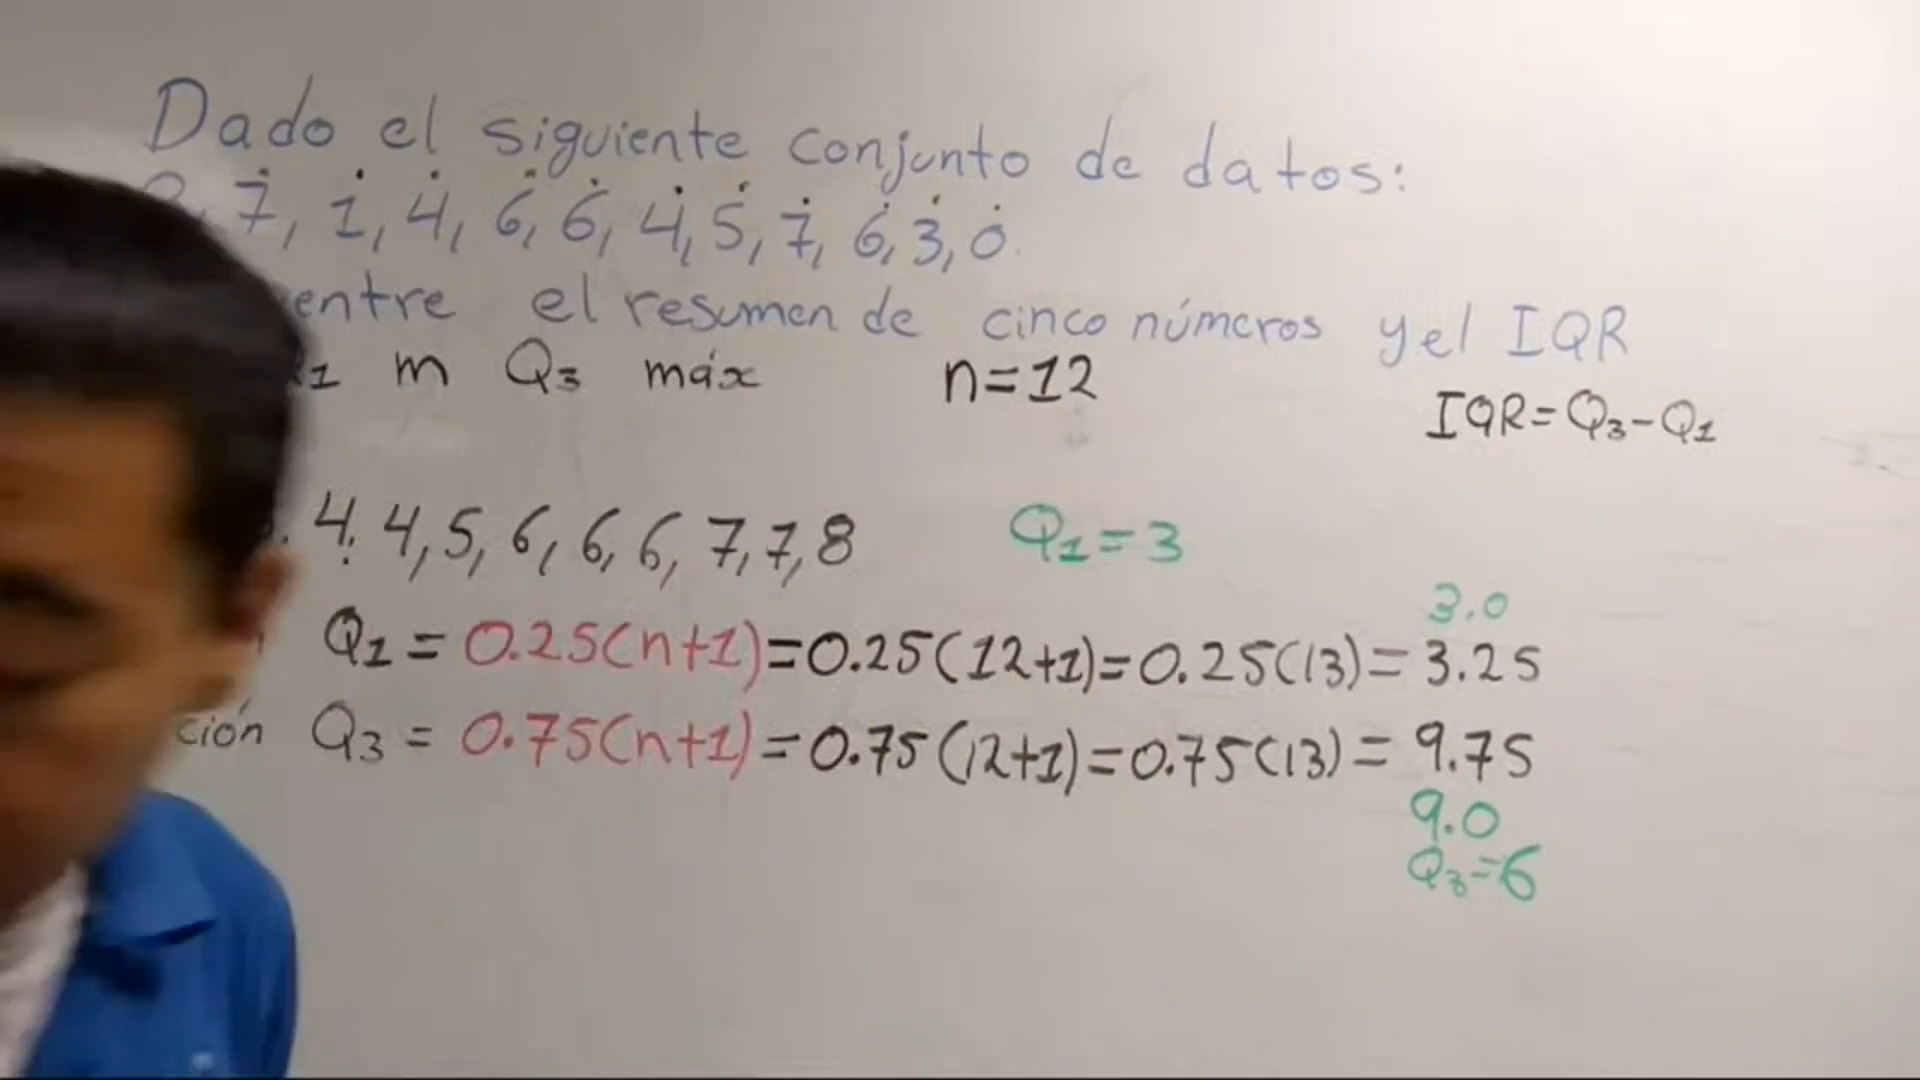 Dado el siguiente conjunto de datos:
7, 1, 4, 6, 6, 4, 5, 7, 6, 3, 0.
entre el resumen de cinco números y el IQR
1 m Q3 máx n=12
IQR=Q3-Q1
4. 4, 5, 6, 6, 6, 7, 7, 8 Q1=3
3.0
Q1 = 0.25(n+1)=0.25(12+1)=0.25(13)=3.25
ción Q3 = 0.75(n+1)=0.75(12+1)=0.75(13)=9.75
9.0
Q3=6